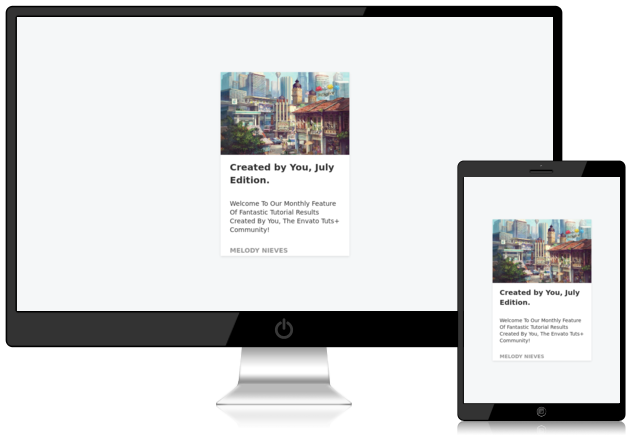 Created by You, July
Edition.
Welcome To Our Monthly Feature
Of Fantastic Tutorial Results
Created By You, The Envato Tuts+
Community!
MELODY NIEVES
Created by You, July
Edition.
Welcome To Our Monthly Feature
Of Fantastic Tutorial Results
Created By You, The Envato Tuts+
Community!
MELODY NIEVES